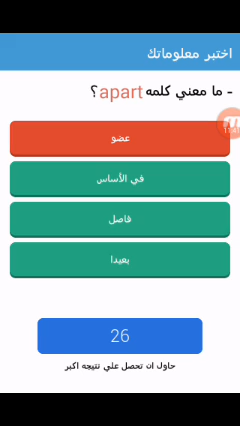 اختبر معلوماتك
- ما معني كلمه apart؟
عضو
في الأساس
فاصل
بعيدا
26
حاول ان تحصل علي نتيجه اكبر